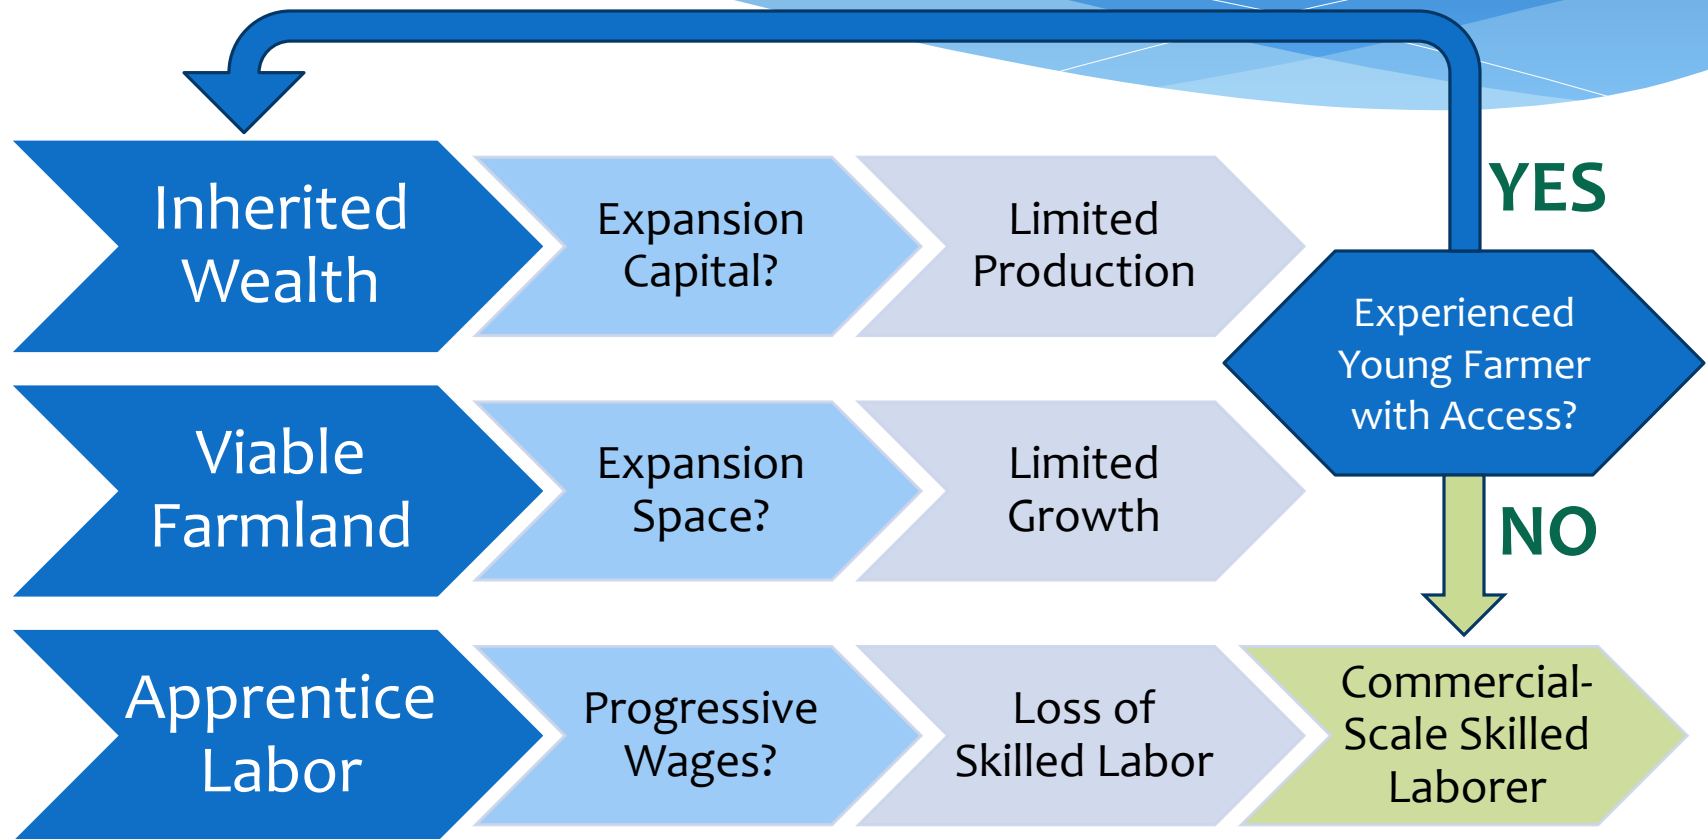 Inherited
Wealth
Expansion
Capital?
Limited
Production
YES
Experienced
Young Farmer
with Access?
Viable
Farmland
Expansion
Space?
Limited
Growth
NO
Apprentice
Labor
Progressive
Wages?
Loss of
Skilled Labor
Commercial-
Scale Skilled
Laborer